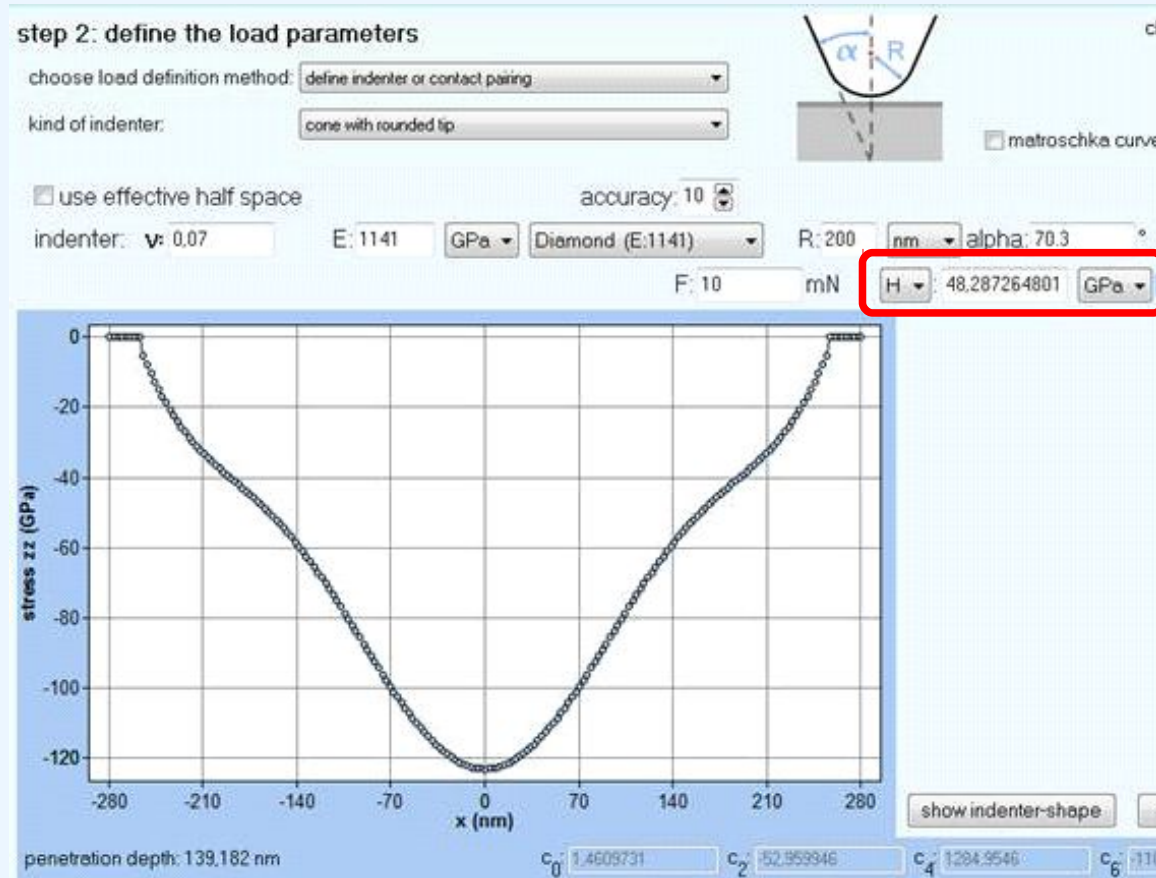 step 2: define the load parameters
choose load definition method: define indenter or contact pairing
kind of indenter: cone with rounded tip
α R
matroschka curve
use effective half space accuracy: 10
indenter: ν: 0,07 E: 1141 GPa Diamond (E:1141) R: 200 nm alpha: 70.3 °
F: 10 mN H : 48,287264801 GPa
0
-20
-40
-60
-80
-100
-120
stress zz (GPa)
-280 -210 -140 -70 0 70 140 210 280
x (nm)
show indenter-shape
penetration depth: 139,182 nm c0: 1,4609731 c2: -52,959946 c4: 1284,9546 c6: